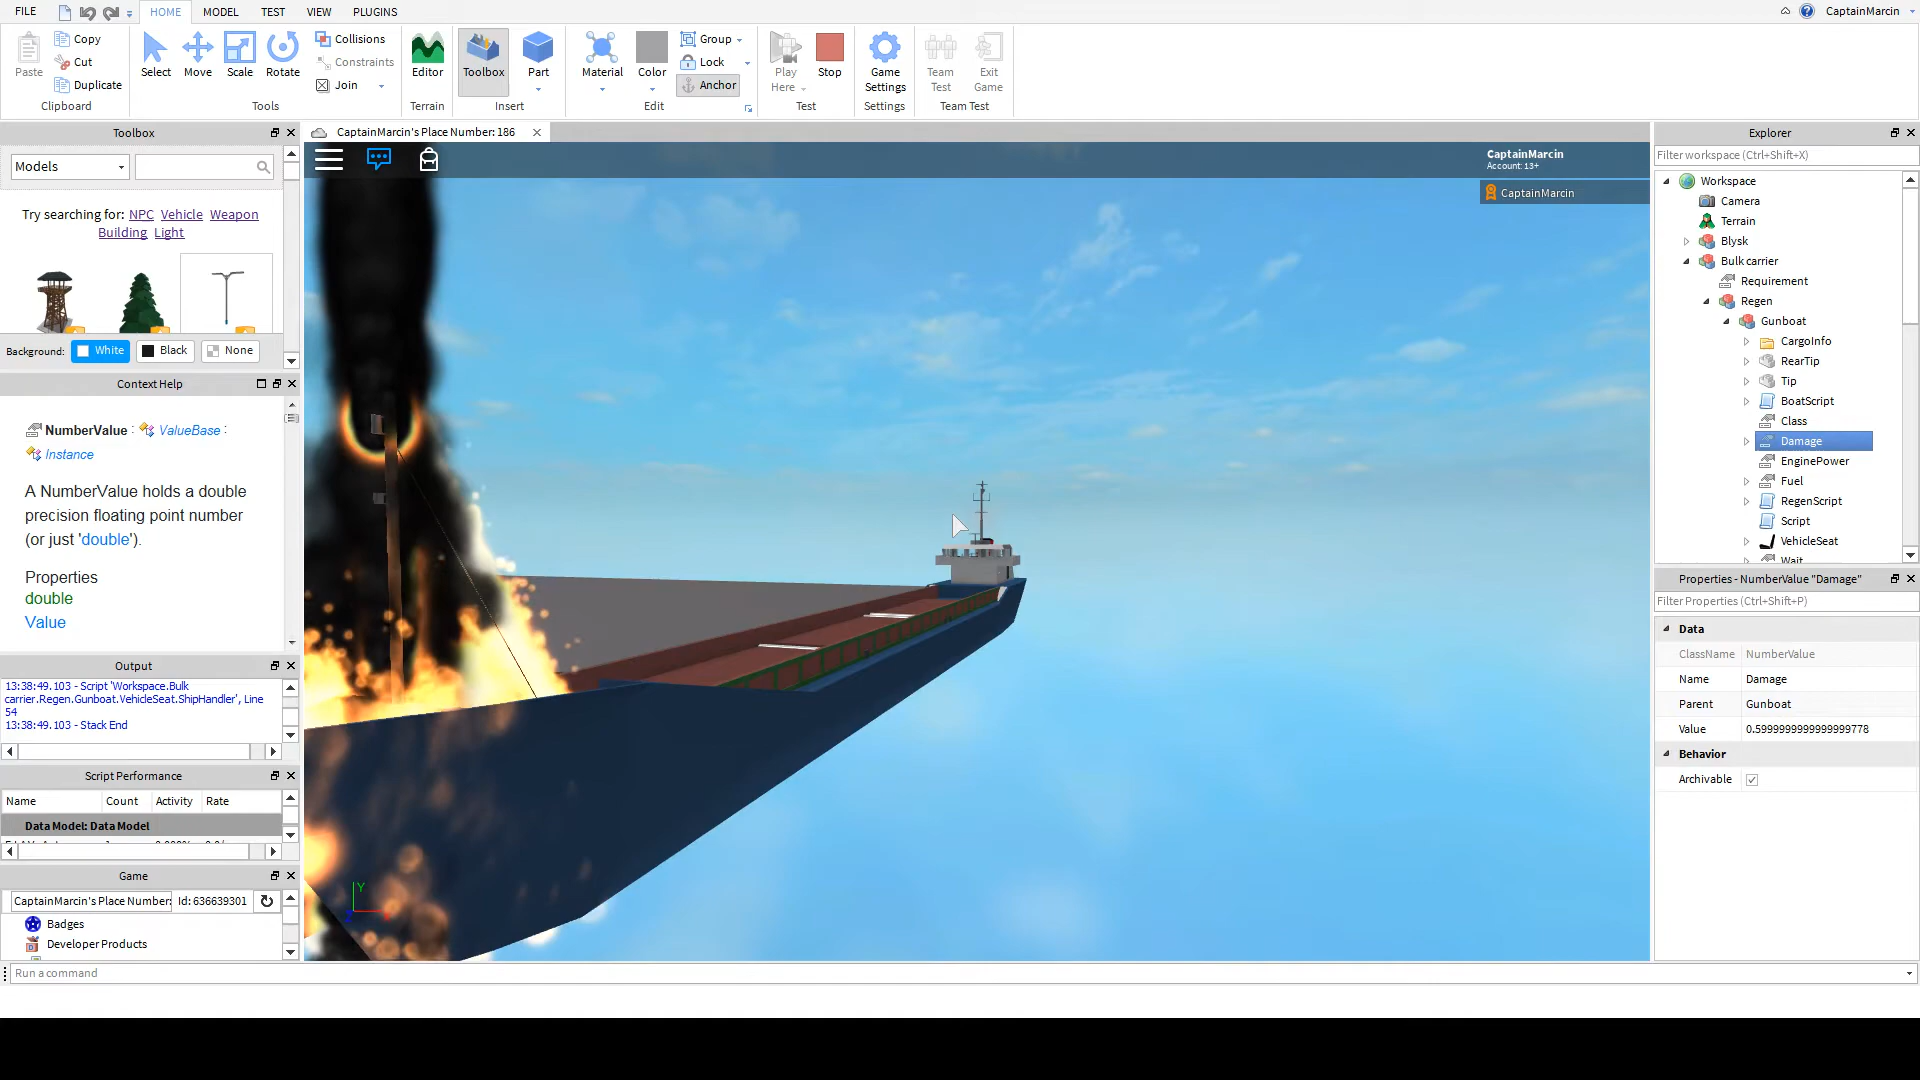 FILE HOME MODEL TEST VIEW PLUGINS CaptainMarcin
Paste Copy Cut Duplicate
Clipboard
Select Move Scale Rotate Collisions Constraints Join
Tools
Editor
Terrain
Toolbox Part
Insert
Material Color Group Lock Anchor
Edit
Play Here Stop
Test
Game Settings
Settings
Team Test Exit Game
Team Test
Toolbox
Models
Try searching for: NPC Vehicle Weapon
Building Light
Background: White Black None
Context Help
NumberValue : ValueBase :
Instance
A NumberValue holds a double
precision floating point number
(or just 'double').
Properties
double
Value
Output
13:38:49.103 - Script 'Workspace.Bulk
carrier.Regen.Gunboat.VehicleSeat.ShipHandler', Line
54
13:38:49.103 - Stack End
Script Performance
Name Count Activity Rate
Data Model: Data Model
Game
CaptainMarcin's Place Number: Id: 636639301
Badges
Developer Products
Run a command
CaptainMarcin's Place Number: 186
CaptainMarcin
Account: 13+
CaptainMarcin
Explorer
Filter workspace (Ctrl+Shift+X)
Workspace
Camera
Terrain
Blysk
Bulk carrier
Requirement
Regen
Gunboat
CargoInfo
RearTip
Tip
BoatScript
Class
Damage
EnginePower
Fuel
RegenScript
Script
VehicleSeat
Wait
Properties - NumberValue "Damage"
Filter Properties (Ctrl+Shift+P)
Data
ClassName NumberValue
Name Damage
Parent Gunboat
Value 0.5999999999999999778
Behavior
Archivable
Y